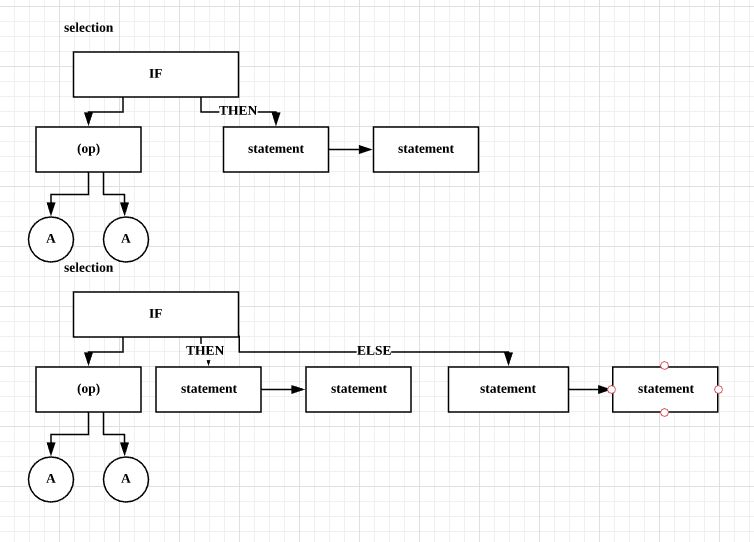 selection
IF
THEN
(op)
statement
statement
A
A
selection
IF
THEN
ELSE
(op)
statement
statement
statement
statement
A
A